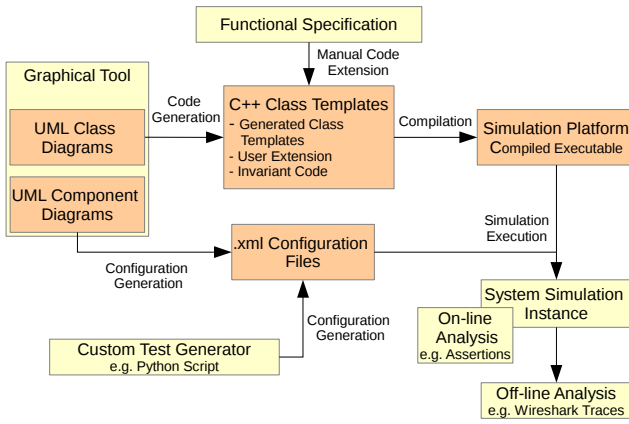 Functional Specification
Manual Code
Extension
Graphical Tool
UML Class
Diagrams
UML Component
Diagrams
Code
Generation
C++ Class Templates
- Generated Class
Templates
- User Extension
- Invariant Code
Compilation
Simulation Platform
Compiled Executable
Simulation
Execution
.xml Configuration
Files
Configuration
Generation
Configuration
Generation
Custom Test Generator
e.g. Python Script
System Simulation
Instance
On-line
Analysis
e.g. Assertions
Off-line Analysis
e.g. Wireshark Traces